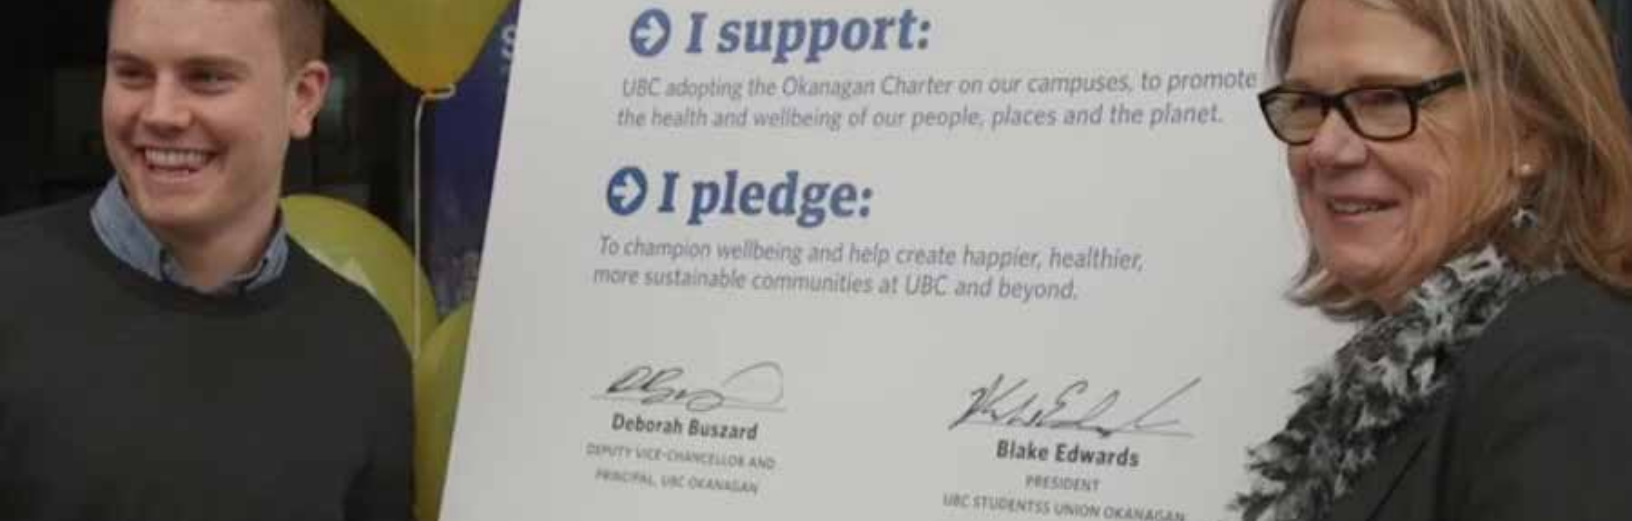 I support:
UBC adopting the Okanagan Charter on our campuses, to promote
the health and wellbeing of our people, places and the planet.
I pledge:
To champion wellbeing and help create happier, healthier,
more sustainable communities at UBC and beyond.
Deborah Buszard
DEPUTY VICE-CHANCELLOR AND
PRINCIPAL, UBC OKANAGAN
Blake Edwards
PRESIDENT
UBC STUDENTSS UNION OKANAGAN